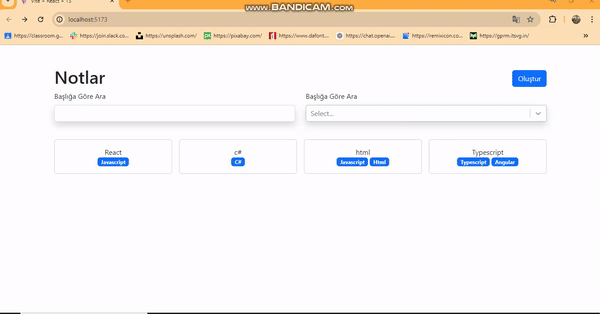 Vite + React + TS
www.BANDICAM.com
localhost:5173
https://classroom.g...
https://join.slack.co...
https://unsplash.com/
https://pixabay.com/
https://www.dafont...
https://chat.openai...
https://remixicon.co...
https://gprm.itsvg.in/
Notlar
Oluştur
Başlığa Göre Ara
Başlığa Göre Ara
Select...
React
Javascript
c#
C#
html
Javascript Html
Typescript
Typescript Angular